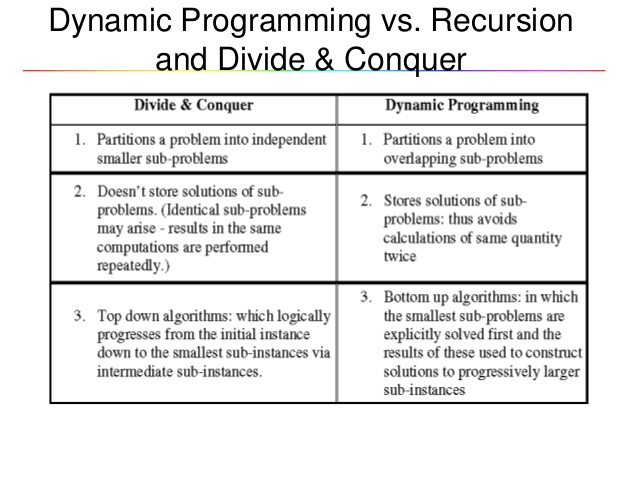 Dynamic Programming vs. Recursion
and Divide & Conquer
Divide & Conquer
Dynamic Programming
1. Partitions a problem into independent
smaller sub-problems
1. Partitions a problem into
overlapping sub-problems
2. Doesn't store solutions of sub-
problems. (Identical sub-problems
may arise - results in the same
computations are performed
repeatedly.)
2. Stores solutions of sub-
problems: thus avoids
calculations of same quantity
twice
3. Top down algorithms: which logically
progresses from the initial instance
down to the smallest sub-instances via
intermediate sub-instances.
3. Bottom up algorithms: in which
the smallest sub-problems are
explicitly solved first and the
results of these used to construct
solutions to progressively larger
sub-instances